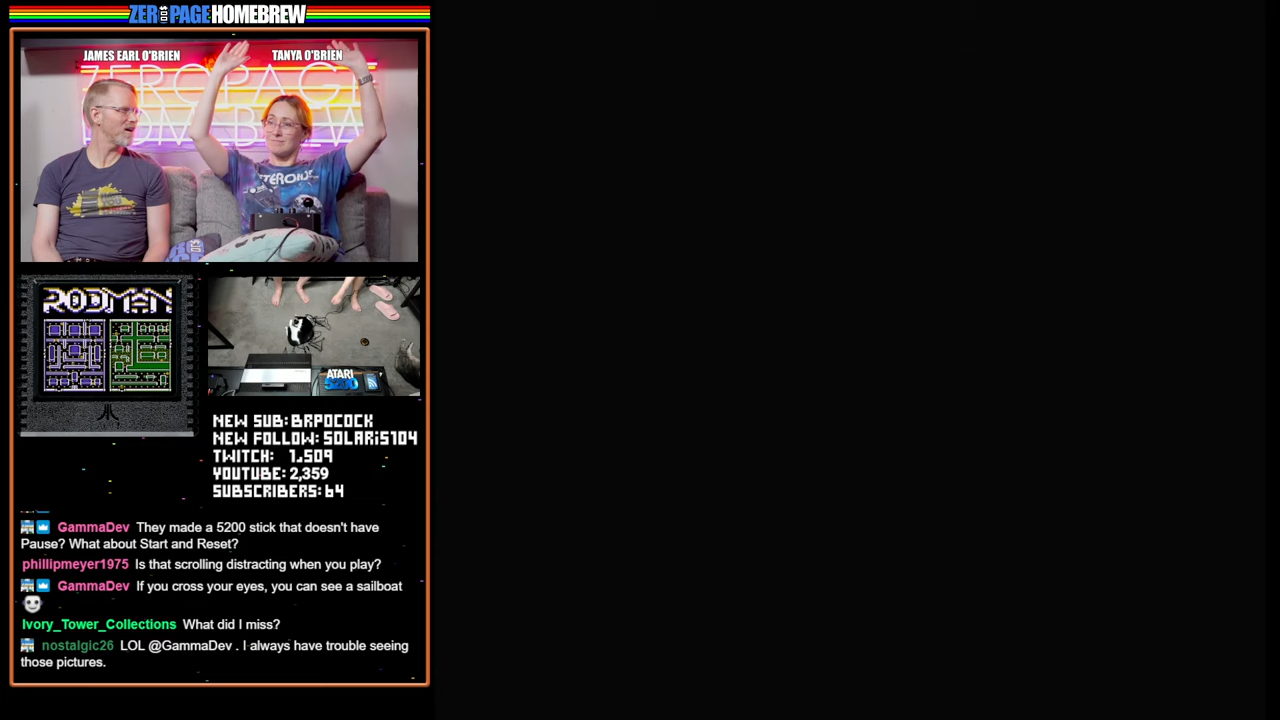 ZEROPAGEHOMEBREW
JAMES EARL O'BRIEN
TANYA O'BRIEN
ZEROPAGE
HOMEBREW
RODMAN
ATARI
5200
NEW SUB: BRPOCOCK
NEW FOLLOW: SOLARiS104
TWITCH: 1,509
YOUTUBE: 2,359
SUBSCRIBERS: 64
GammaDev They made a 5200 stick that doesn't have
Pause? What about Start and Reset?
phillipmeyer1975 Is that scrolling distracting when you play?
GammaDev If you cross your eyes, you can see a sailboat
Ivory_Tower_Collections What did I miss?
nostalgic26 LOL @GammaDev . I always have trouble seeing
those pictures.